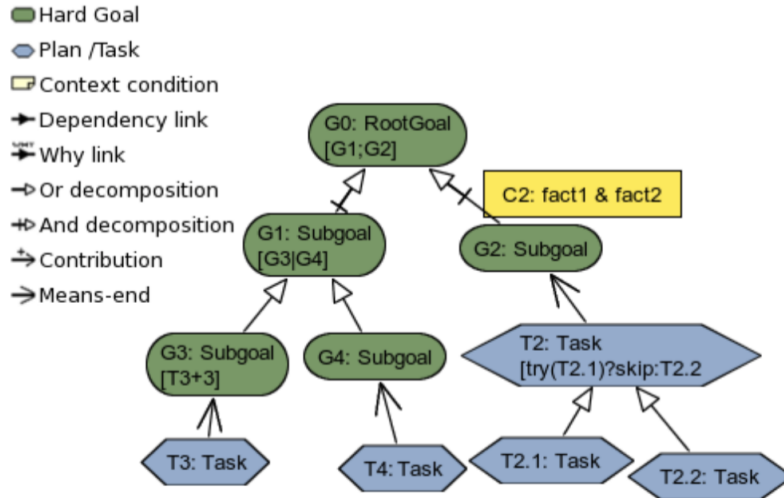 Hard Goal
Plan /Task
Context condition
Dependency link
Why link
Or decomposition
And decomposition
Contribution
Means-end
G0: RootGoal
[G1;G2]
C2: fact1 & fact2
G1: Subgoal
[G3|G4]
G2: Subgoal
G3: Subgoal
[T3+3]
G4: Subgoal
T2: Task
[try(T2.1)?skip:T2.2
T3: Task
T4: Task
T2.1: Task
T2.2: Task